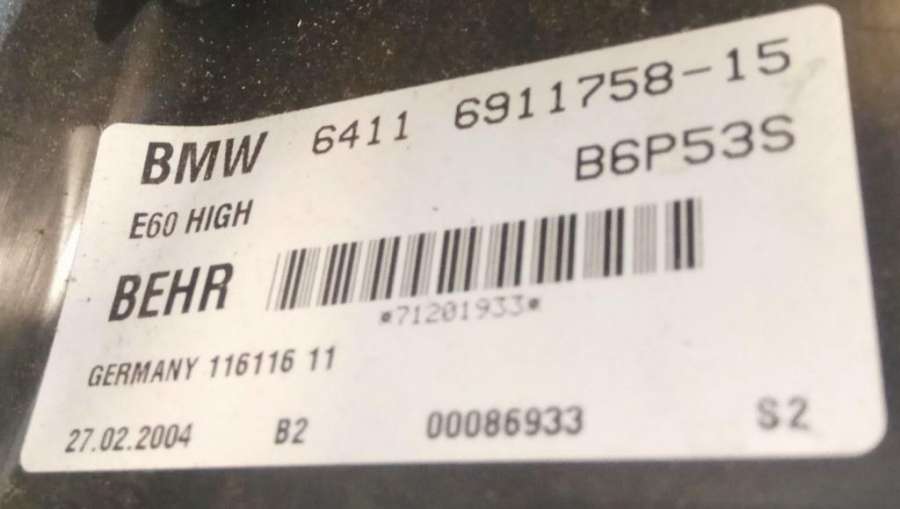 BMW 6411 6911758-15
B6P53S
E60 HIGH
BEHR
*71201933*
GERMANY 116116 11
27.02.2004 B2 00086933 S2